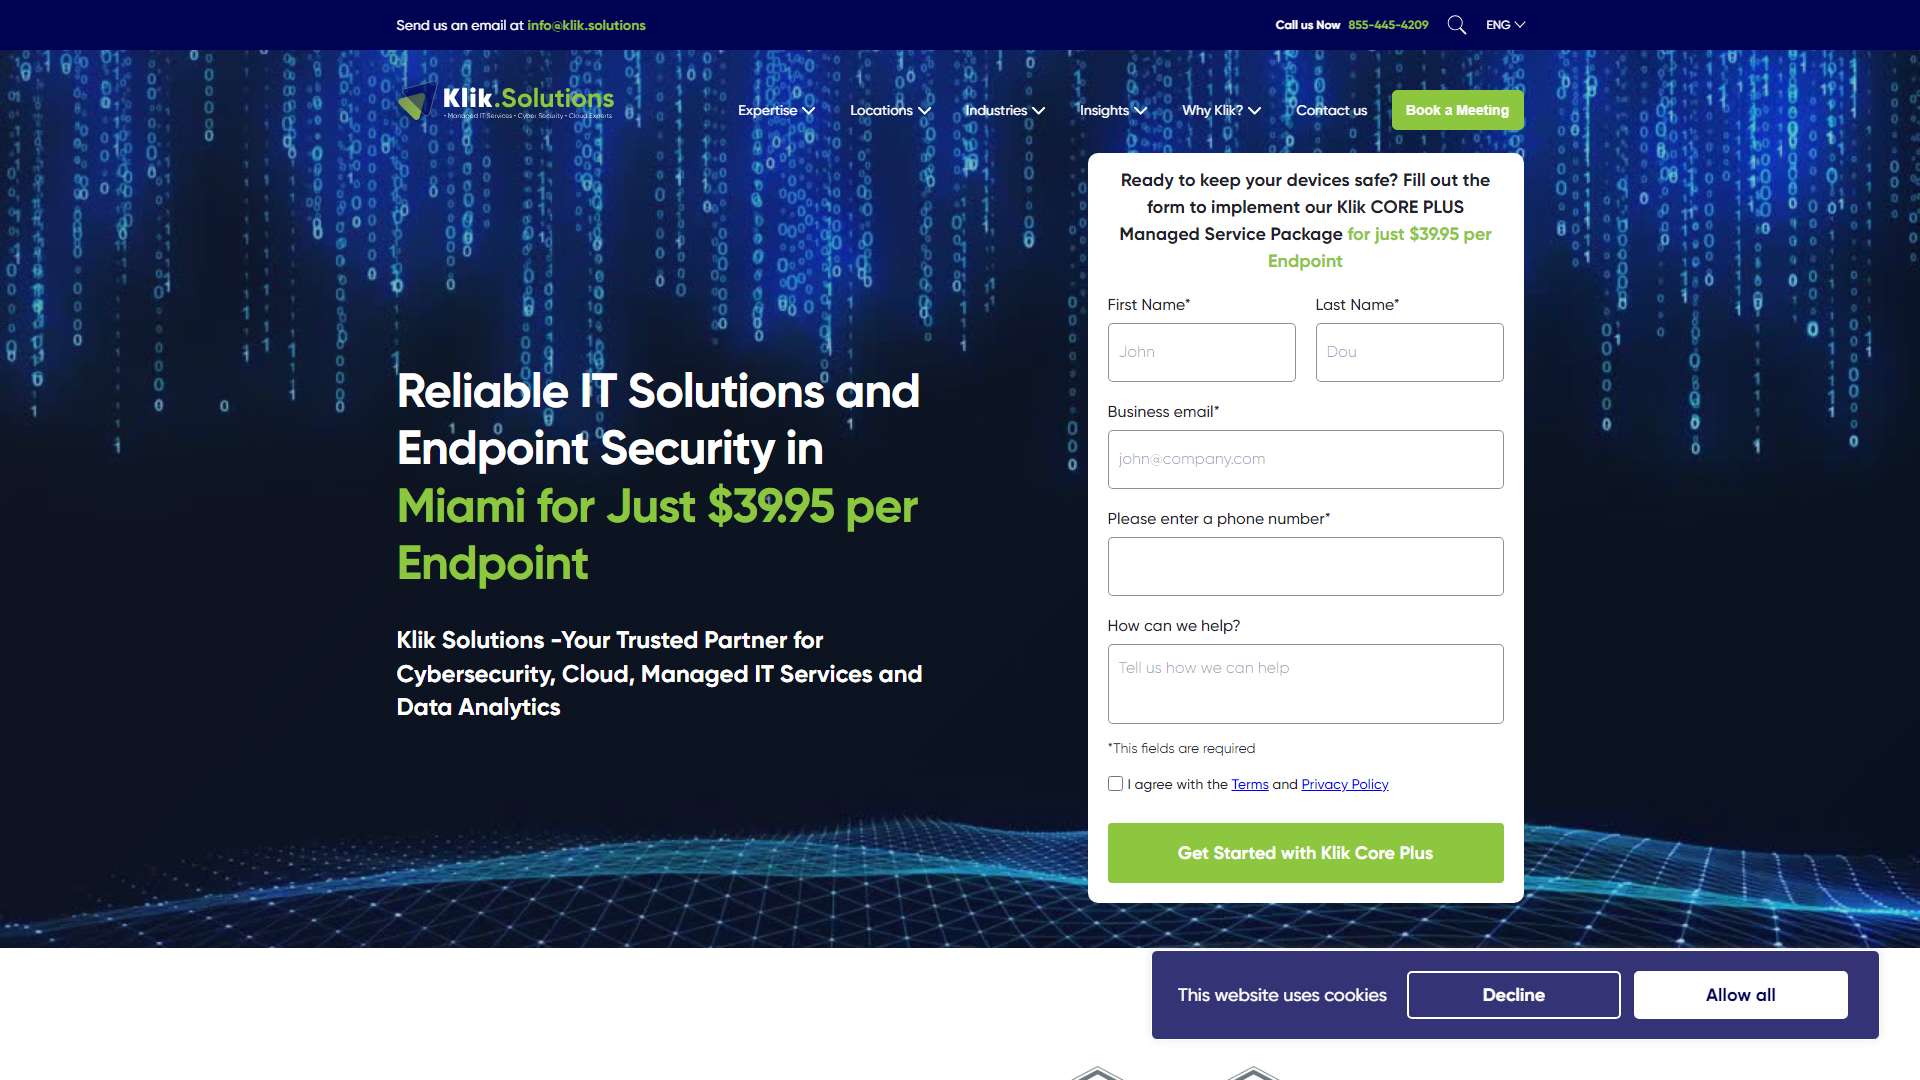 Send us an email at info@klik.solutions
Call us Now 855-445-4209
ENG
Klik.Solutions
• Managed IT Services • Cyber Security • Cloud Experts
Expertise
Locations
Industries
Insights
Why Klik?
Contact us
Book a Meeting
Reliable IT Solutions and
Endpoint Security in
Miami for Just $39.95 per
Endpoint
Klik Solutions -Your Trusted Partner for
Cybersecurity, Cloud, Managed IT Services and
Data Analytics
Ready to keep your devices safe? Fill out the
form to implement our Klik CORE PLUS
Managed Service Package for just $39.95 per
Endpoint
First Name*
Last Name*
John
Dou
Business email*
john@company.com
Please enter a phone number*
How can we help?
Tell us how we can help
*This fields are required
I agree with the Terms and Privacy Policy
Get Started with Klik Core Plus
This website uses cookies
Decline
Allow all